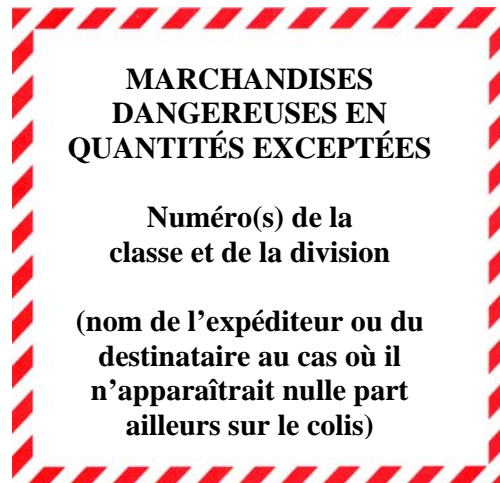 MARCHANDISES
DANGEREUSES EN
QUANTITÉS EXCEPTÉES
Numéro(s) de la
classe et de la division
(nom de l’expéditeur ou du
destinataire au cas où il
n’apparaîtrait nulle part
ailleurs sur le colis)